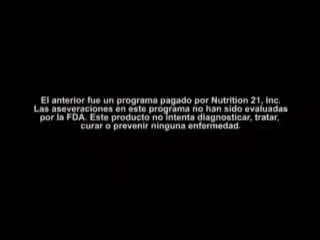 El anterior fue un programa pagado por Nutrition 21, Inc.
Las aseveraciones en este programa no han sido evaluadas
por la FDA. Este producto no intenta diagnosticar, tratar,
curar o prevenir ninguna enfermedad.